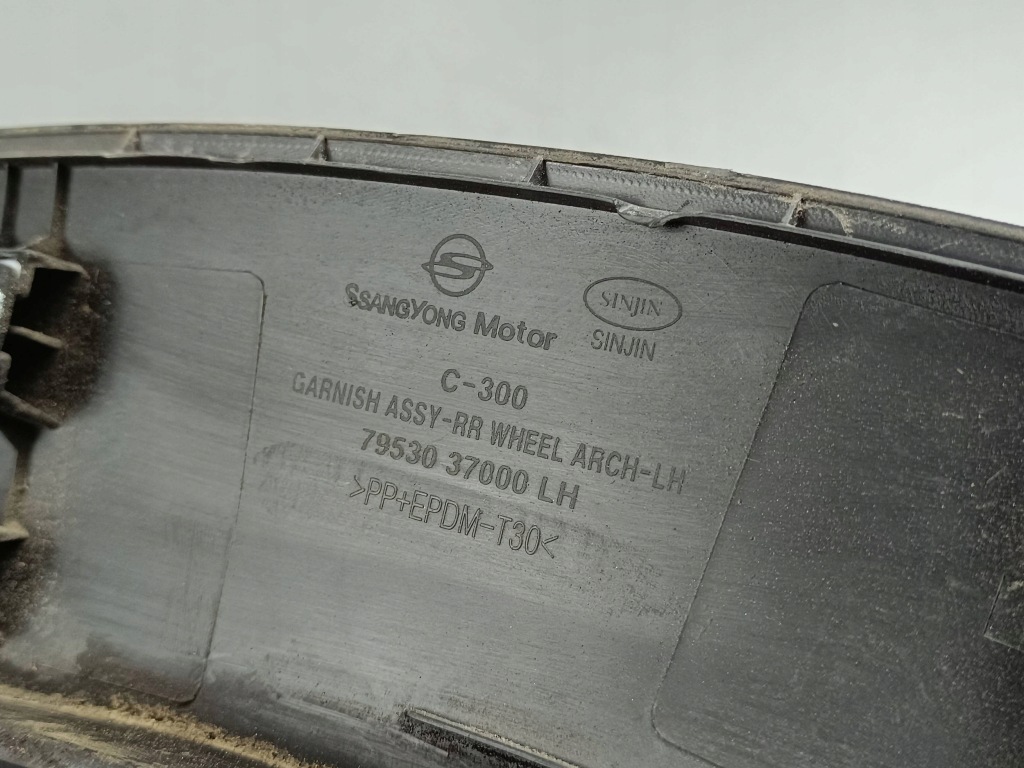 SSANGYONG Motor
SINJIN
SINJIN
C-300
GARNISH ASSY-RR WHEEL ARCH-LH
79530 37000 LH
>PP+EPDM-T30<